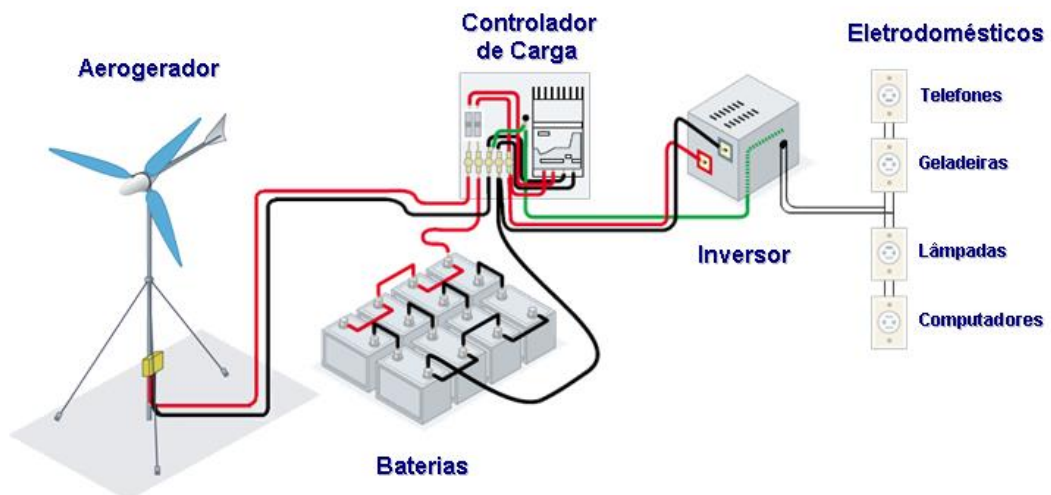 Aerogerador
Controlador
de Carga
Eletrodomésticos
Telefones
Geladeiras
Lâmpadas
Computadores
Inversor
Baterias